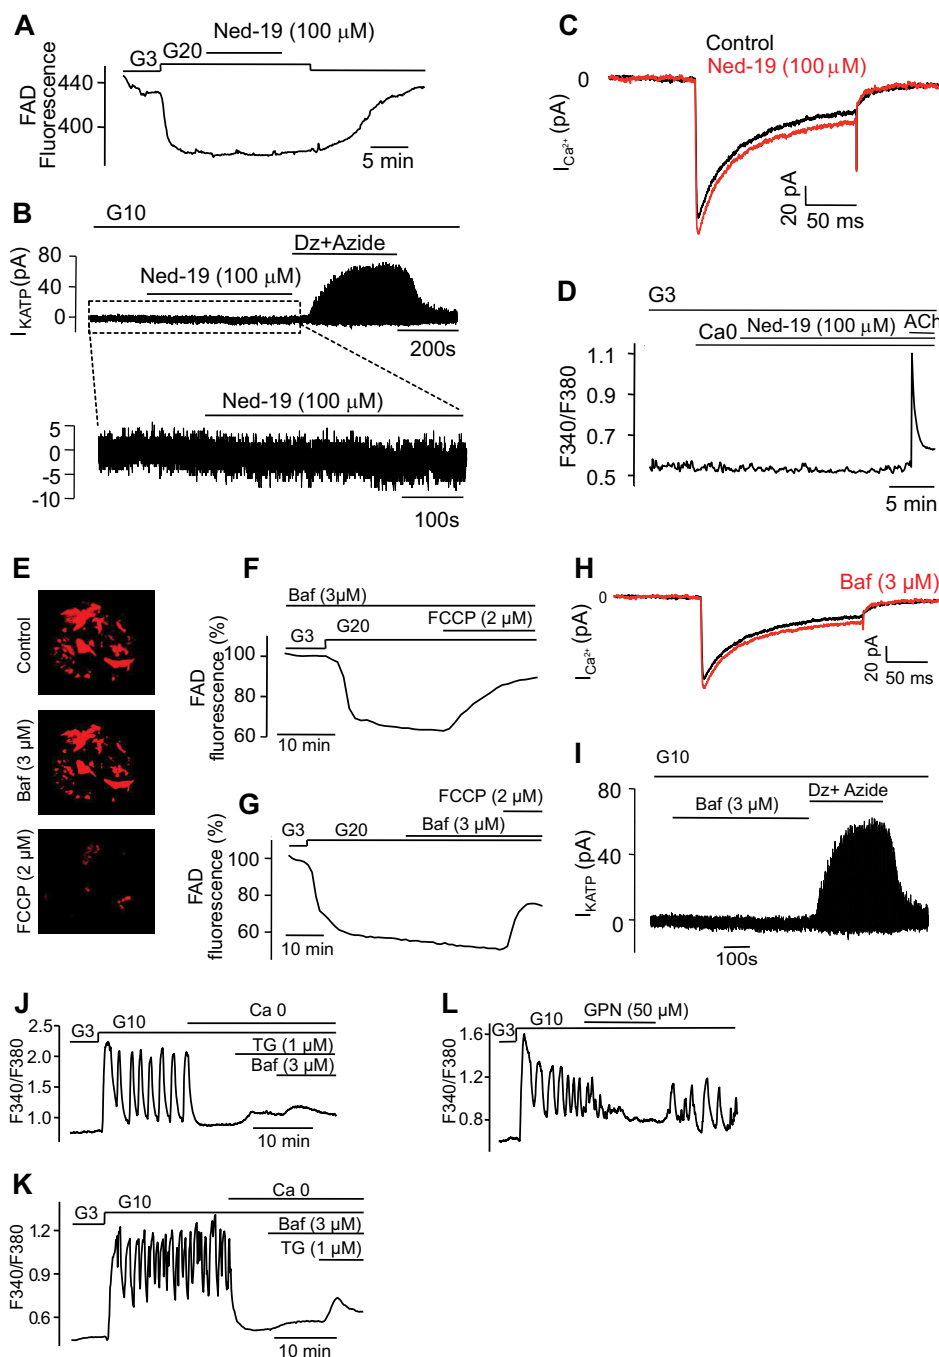 A
Ned-19 (100 µM)
G3
G20
FAD
Fluorescence
440
400
5 min
B
G10
Dz+Azide
Ned-19 (100 µM)
IKATP (pA)
80
40
0
200s
Ned-19 (100 µM)
5
0
-5
-10
100s
C
Control
Ned-19 (100 µM)
0
ICa2+ (pA)
20 pA
50 ms
D
G3
Ca0
Ned-19 (100 µM)
ACh
F340/F380
1.1
0.9
0.7
0.5
5 min
E
Control
Baf (3 µM)
FCCP (2 µM)
F
Baf (3µM)
FCCP (2 µM)
G3
G20
FAD
fluorescence (%)
100
80
60
10 min
G
FCCP (2 µM)
Baf (3 µM)
G3
G20
FAD
fluorescence (%)
100
80
60
10 min
H
Baf (3 µM)
0
ICa2+ (pA)
20 pA
50 ms
I
G10
Dz+ Azide
Baf (3 µM)
IKATP (pA)
80
40
0
100s
J
Ca 0
G3
G10
TG (1 µM)
Baf (3 µM)
F340/F380
2.5
2.0
1.5
1.0
10 min
K
Ca 0
G3
G10
Baf (3 µM)
TG (1 µM)
F340/F380
1.2
0.9
0.6
10 min
L
GPN (50 µM)
G3
G10
F340/F380
1.6
1.2
0.8
10 min